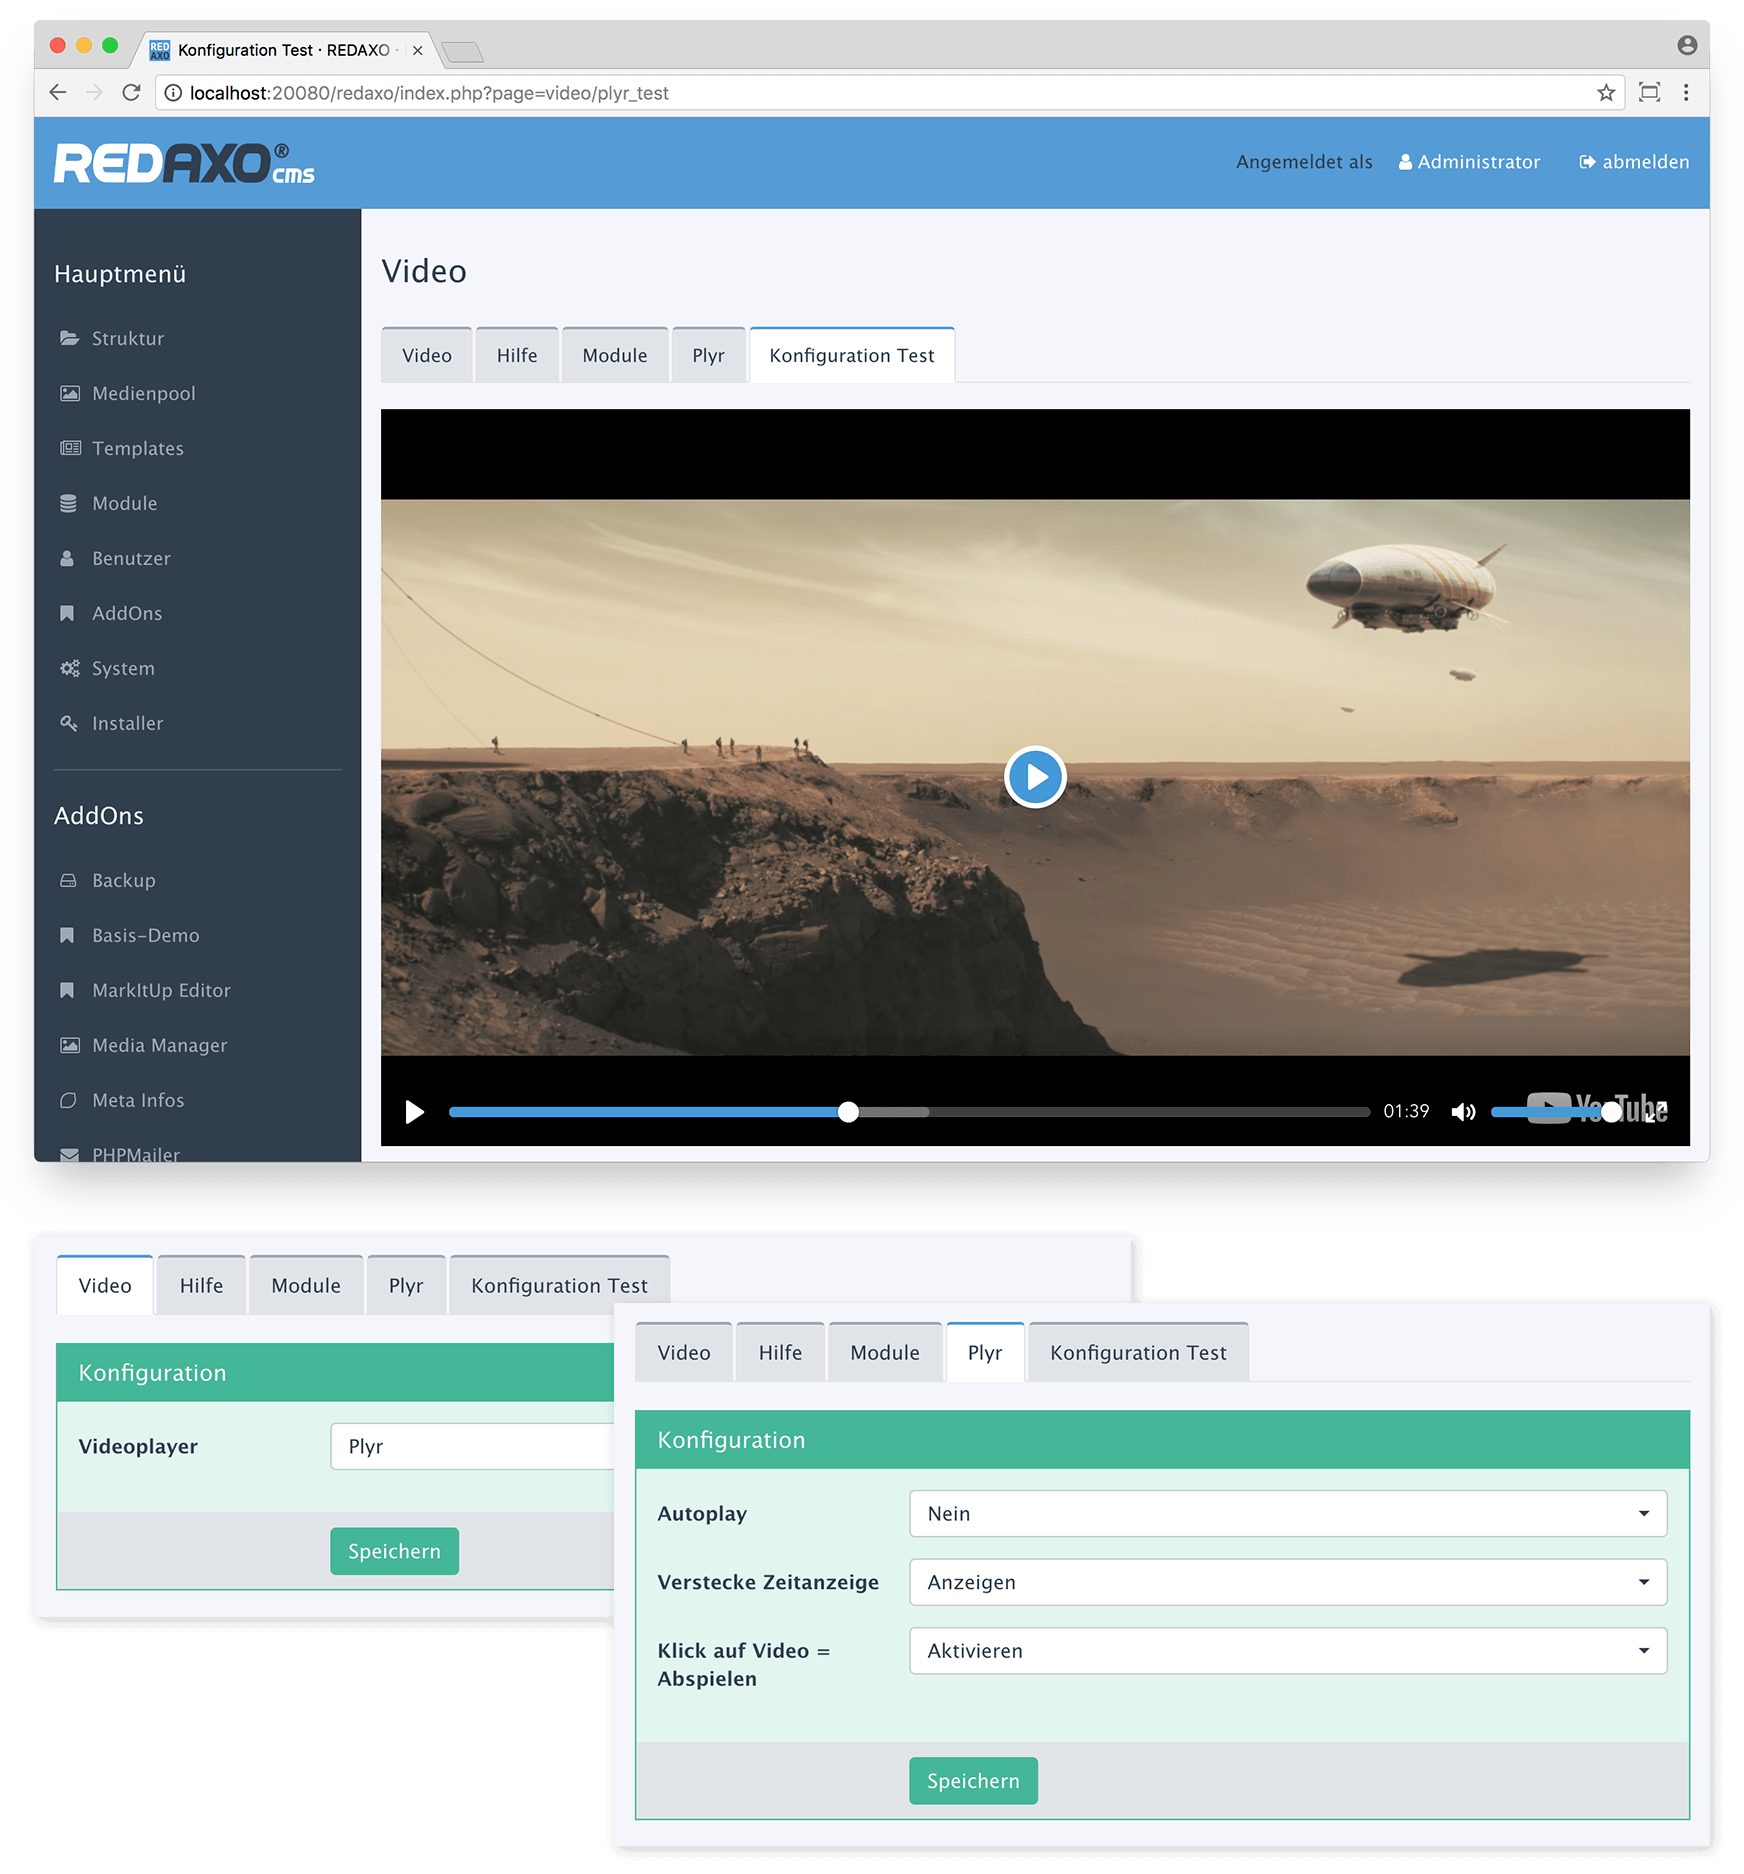 RED AXO Konfiguration Test · REDAXO ·
localhost:20080/redaxo/index.php?page=video/plyr_test
REDAXO® cms
Angemeldet als Administrator abmelden
Hauptmenü
Struktur
Medienpool
Templates
Module
Benutzer
AddOns
System
Installer
AddOns
Backup
Basis-Demo
MarkItUp Editor
Media Manager
Meta Infos
PHPMailer
Video
Video Hilfe Module Plyr Konfiguration Test
01:39
YouTube
Video Hilfe Module Plyr Konfiguration Test
Konfiguration
Videoplayer Plyr
Speichern
Video Hilfe Module Plyr Konfiguration Test
Konfiguration
Autoplay Nein
Verstecke Zeitanzeige Anzeigen
Klick auf Video = Aktivieren
Abspielen
Speichern